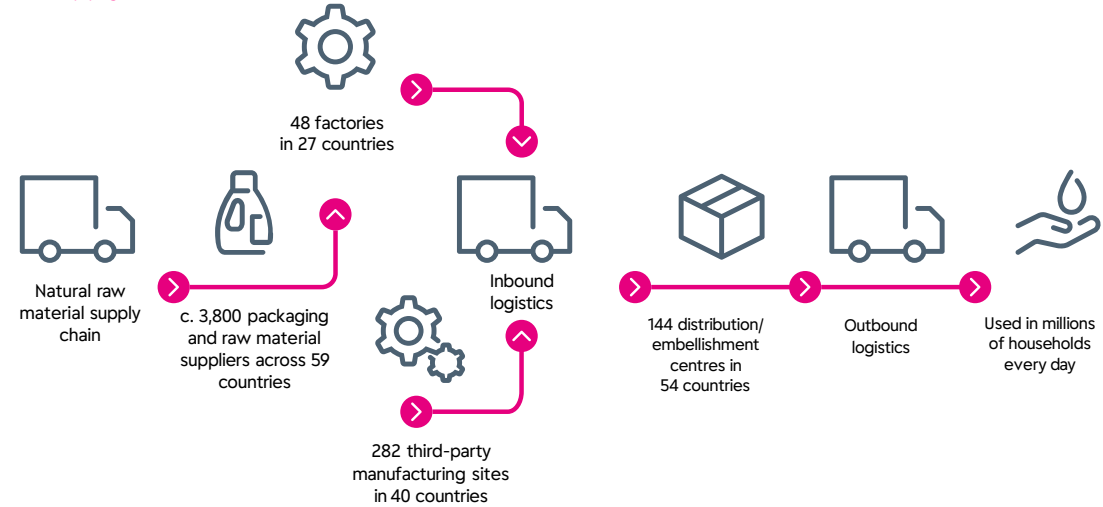 48 factories
in 27 countries
Natural raw
material supply
chain
c. 3,800 packaging
and raw material
suppliers across 59
countries
Inbound
logistics
282 third-party
manufacturing sites
in 40 countries
144 distribution/
embellishment
centres in
54 countries
Outbound
logistics
Used in millions
of households
every day